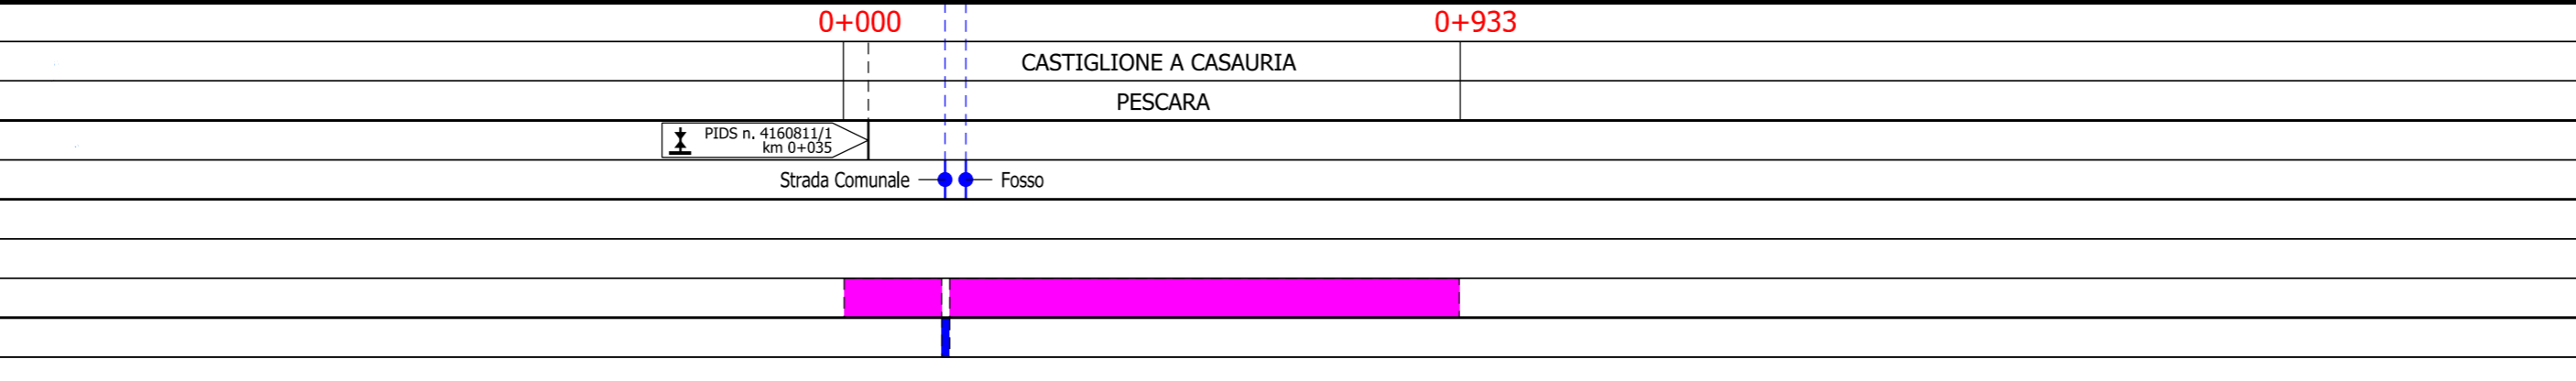 0+000 0+933
CASTIGLIONE A CASAURIA
PESCARA
PIDS n. 4160811/1
km 0+035
Strada Comunale Fosso